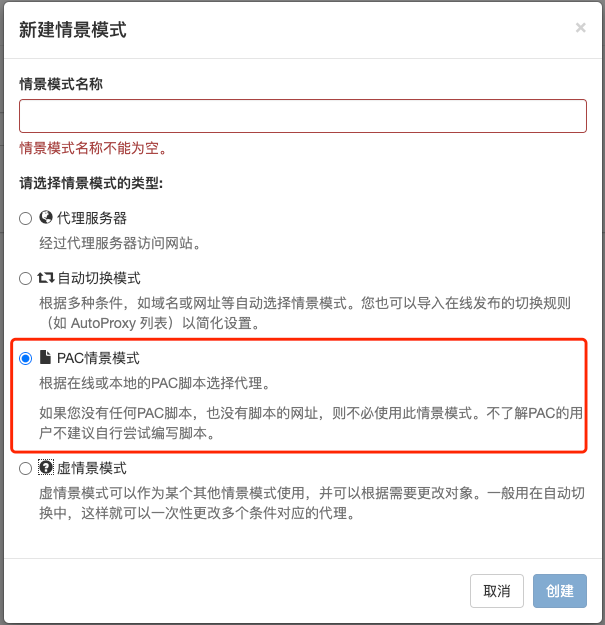 新建情景模式
×
情景模式名称
情景模式名称不能为空。
请选择情景模式的类型:
代理服务器
经过代理服务器访问网站。
自动切换模式
根据多种条件，如域名或网址等自动选择情景模式。您也可以导入在线发布的切换规则
（如 AutoProxy 列表）以简化设置。
PAC情景模式
根据在线或本地的PAC脚本选择代理。
如果您没有任何PAC脚本，也没有脚本的网址，则不必使用此情景模式。不了解PAC的用
户不建议自行尝试编写脚本。
虚情景模式
虚情景模式可以作为某个其他情景模式使用，并可以根据需要更改对象。一般用在自动切
换中，这样就可以一次性更改多个条件对应的代理。
取消
创建